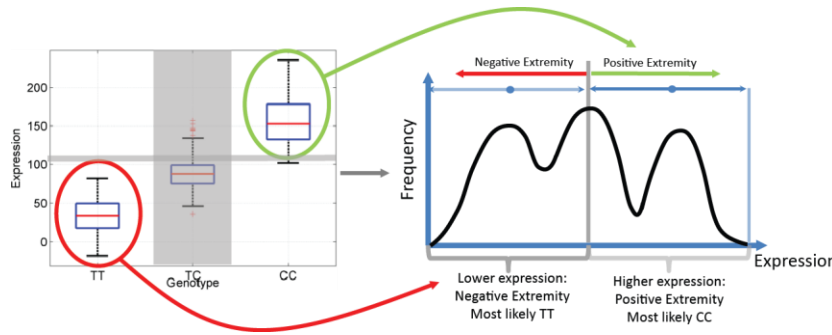 Expression
200
150
100
50
0
TT
TC
CC
Genotype
Negative Extremity
Positive Extremity
Frequency
Expression
Lower expression:
Negative Extremity
Most likely TT
Higher expression:
Positive Extremity
Most likely CC